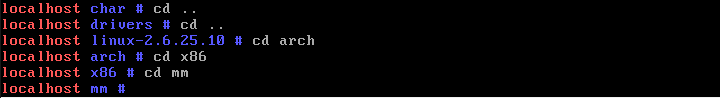 localhost char # cd ..
localhost drivers # cd ..
localhost linux-2.6.25.10 # cd arch
localhost arch # cd x86
localhost x86 # cd mm
localhost mm #